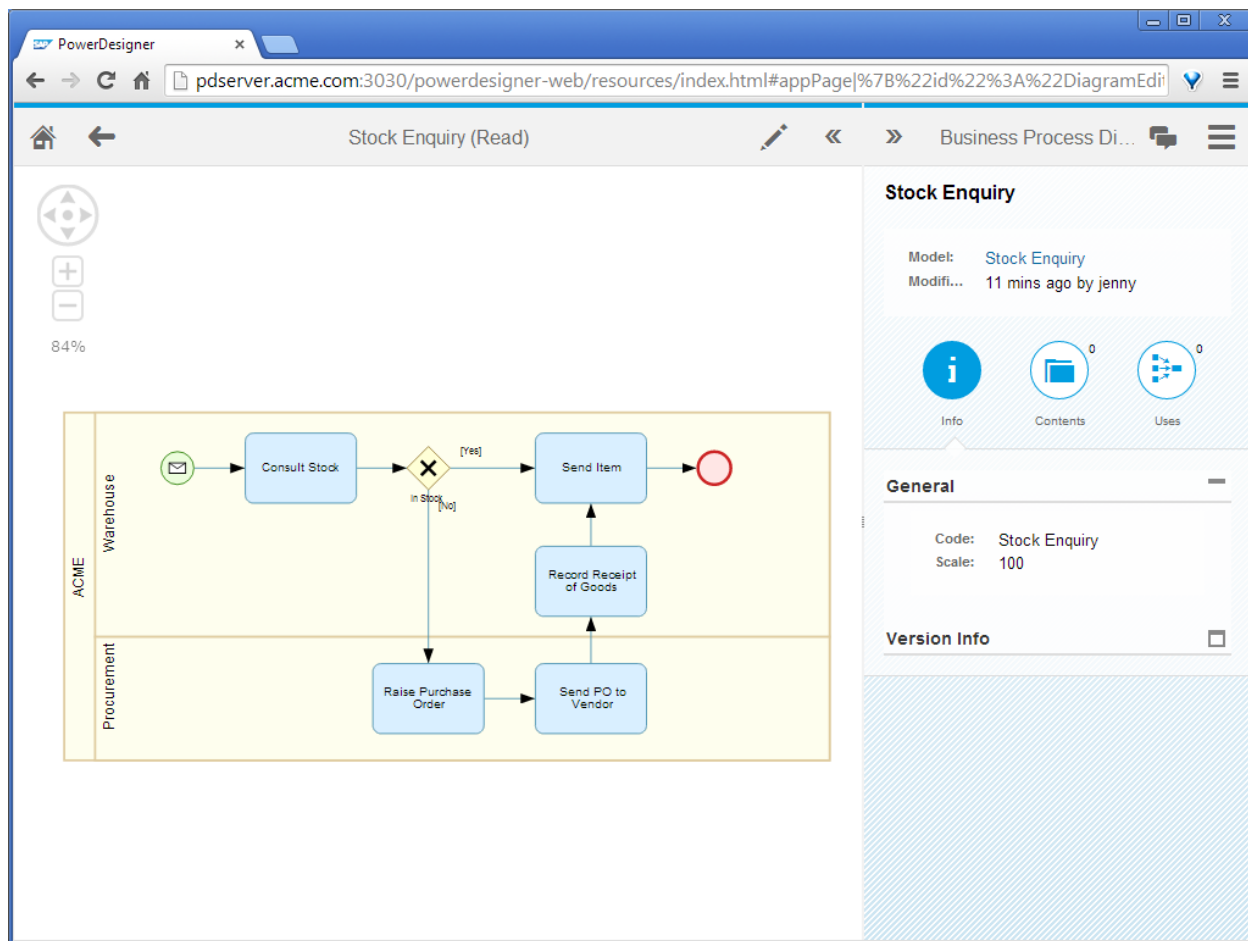 SAP PowerDesigner
pdserver.acme.com:3030/powerdesigner-web/resources/index.html#appPage|%7B%22id%22%3A%22DiagramEdi
Stock Enquiry (Read)
Business Process Di...
84%
ACME
Warehouse
Consult Stock
In Stock
[Yes]
[No]
Send Item
Record Receipt
of Goods
Procurement
Raise Purchase
Order
Send PO to
Vendor
Stock Enquiry
Model: Stock Enquiry
Modifi... 11 mins ago by jenny
0
0
Info
Contents
Uses
General
Code: Stock Enquiry
Scale: 100
Version Info